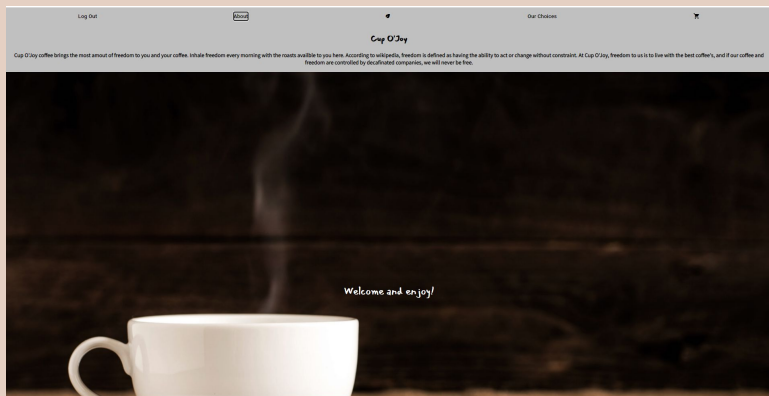 Log Out
About
Our Choices
Cup O'Joy
Cup O'Joy coffee brings the most amout of freedom to you and your coffee. Inhale freedom every morning with the roasts availble to you here. According to wikipedia, freedom is defined as having the ability to act or change without constraint. At Cup O'Joy, freedom to us is to live with the best coffee's, and if our coffee and
freedom are controlled by decafinated companies, we will never be free.
Welcome and enjoy!